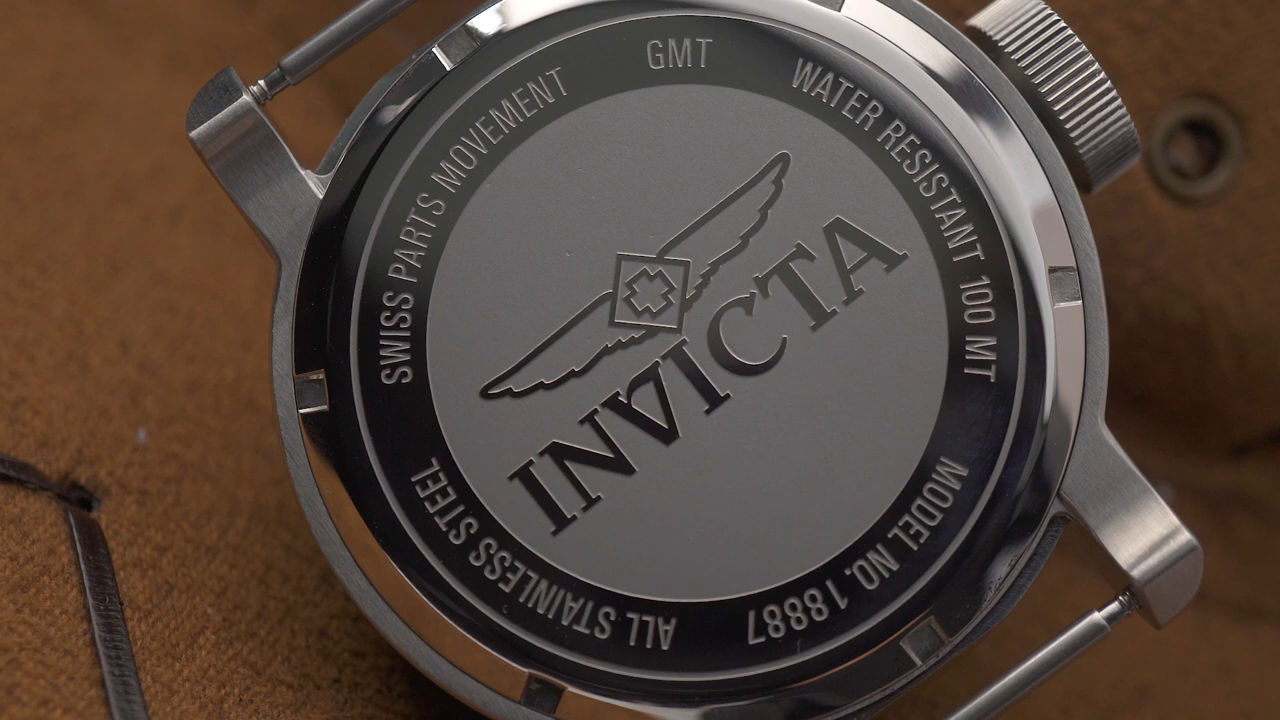 GMT
WATER RESISTANT 100 MT
MODEL NO. 18887
ALL STAINLESS STEEL
SWISS PARTS MOVEMENT
INVICTA